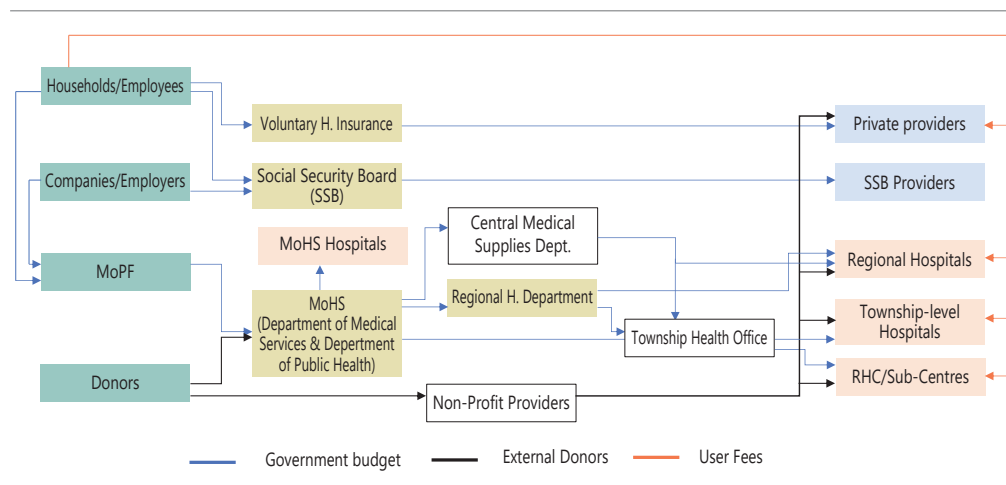 Households/Employees
Voluntary H. Insurance
Private providers
Companies/Employers
Social Security Board
(SSB)
SSB Providers
Central Medical
Supplies Dept.
MoHS Hospitals
MoPF
Regional Hospitals
MoHS
(Department of Medical
Services & Department
of Public Health)
Regional H. Department
Township Health Office
Township-level
Hospitals
Donors
RHC/Sub-Centres
Non-Profit Providers
Government budget
External Donors
User Fees